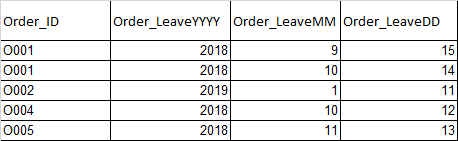 Order_ID Order_LeaveYYYY Order_LeaveMM Order_LeaveDD
O001 2018 9 15
O001 2018 10 14
O002 2019 1 11
O004 2018 10 12
O005 2018 11 13